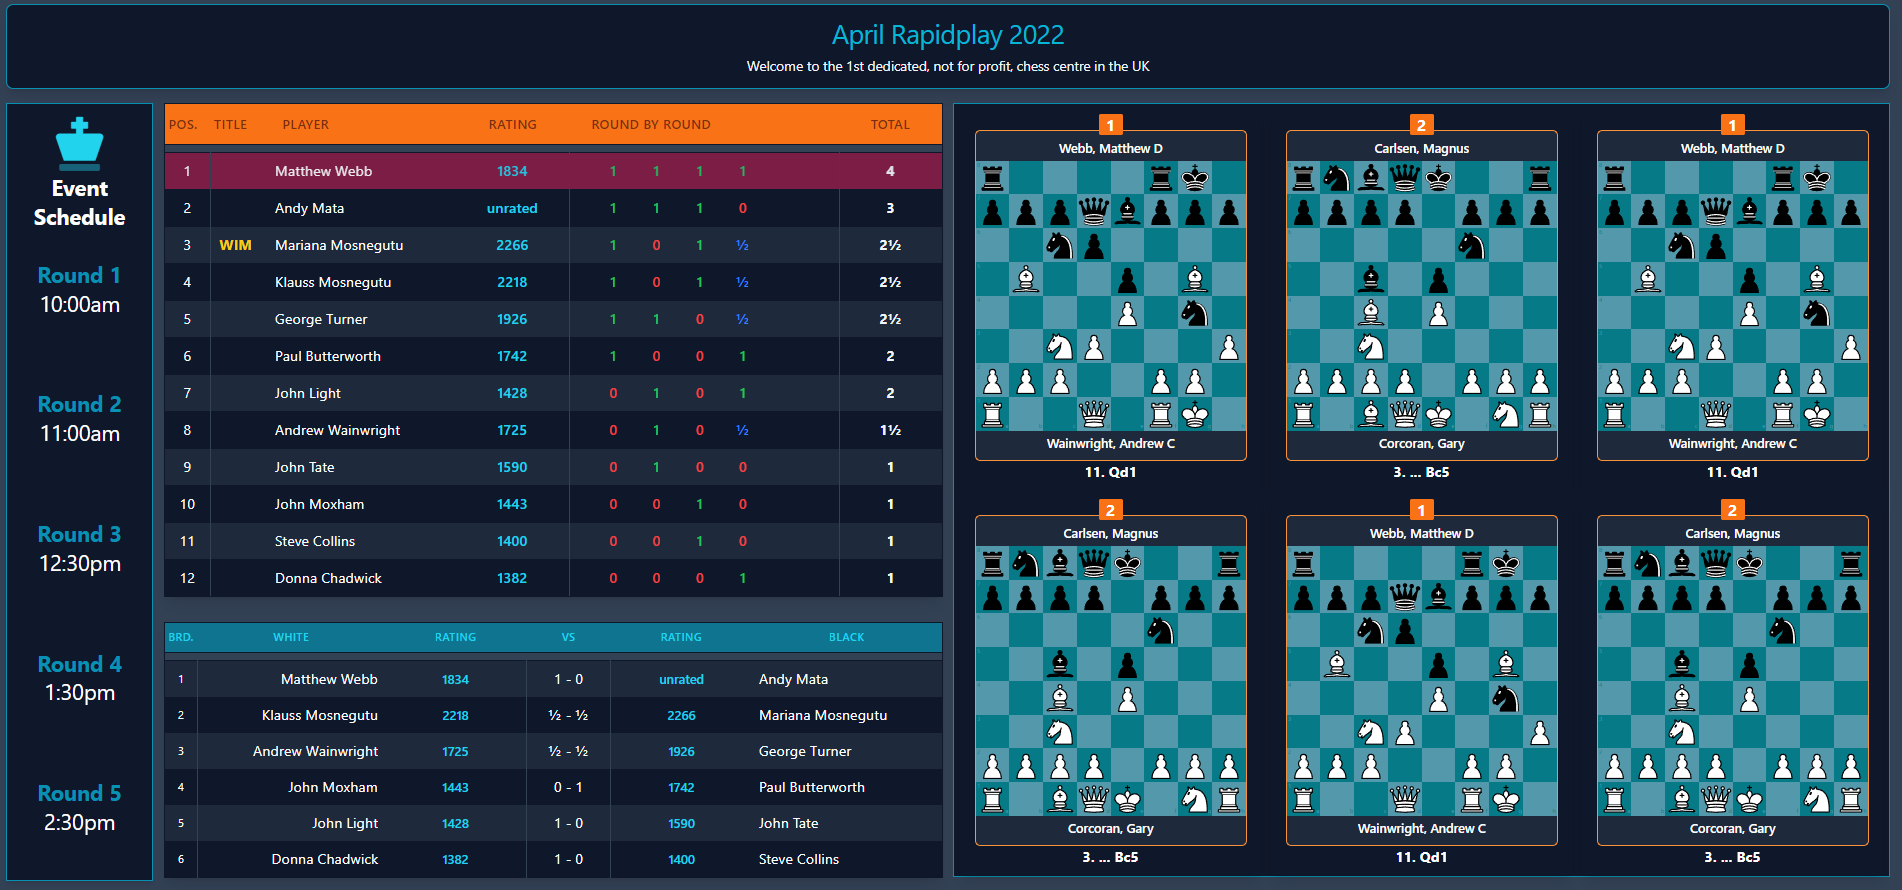 April Rapidplay 2022
Welcome to the 1st dedicated, not for profit, chess centre in the UK
Event
Schedule
Round 1
10:00am
Round 2
11:00am
Round 3
12:30pm
Round 4
1:30pm
Round 5
2:30pm
POS. TITLE PLAYER RATING ROUND BY ROUND TOTAL
1 Matthew Webb 1834 1 1 1 1 4
2 Andy Mata unrated 1 1 1 0 3
3 WIM Mariana Mosnegutu 2266 1 0 1 ½ 2½
4 Klauss Mosnegutu 2218 1 0 1 ½ 2½
5 George Turner 1926 1 1 0 ½ 2½
6 Paul Butterworth 1742 1 0 0 1 2
7 John Light 1428 0 1 0 1 2
8 Andrew Wainwright 1725 0 1 0 ½ 1½
9 John Tate 1590 0 1 0 0 1
10 John Moxham 1443 0 0 1 0 1
11 Steve Collins 1400 0 0 1 0 1
12 Donna Chadwick 1382 0 0 0 1 1
BRD. WHITE RATING VS RATING BLACK
1 Matthew Webb 1834 1 - 0 unrated Andy Mata
2 Klauss Mosnegutu 2218 ½ - ½ 2266 Mariana Mosnegutu
3 Andrew Wainwright 1725 ½ - ½ 1926 George Turner
4 John Moxham 1443 0 - 1 1742 Paul Butterworth
5 John Light 1428 1 - 0 1590 John Tate
6 Donna Chadwick 1382 1 - 0 1400 Steve Collins
1
Webb, Matthew D
Wainwright, Andrew C
11. Qd1
2
Carlsen, Magnus
Corcoran, Gary
3. ... Bc5
1
Webb, Matthew D
Wainwright, Andrew C
11. Qd1
2
Carlsen, Magnus
Corcoran, Gary
3. ... Bc5
1
Webb, Matthew D
Wainwright, Andrew C
11. Qd1
2
Carlsen, Magnus
Corcoran, Gary
3. ... Bc5